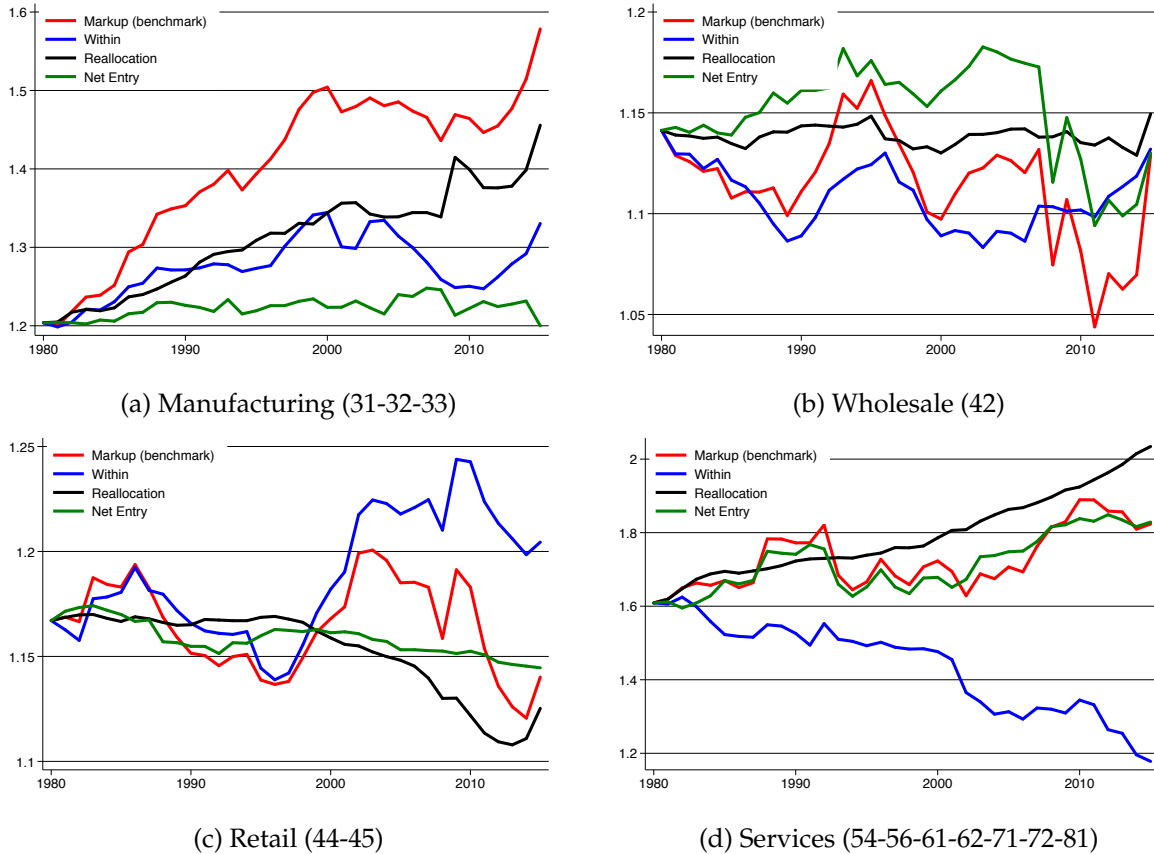 1.6
1.5
1.4
1.3
1.2
Markup (benchmark)
Within
Reallocation
Net Entry
1980
1990
2000
2010
(a) Manufacturing (31-32-33)
1.2
1.15
1.1
1.05
Markup (benchmark)
Within
Reallocation
Net Entry
1980
1990
2000
2010
(b) Wholesale (42)
1.25
1.2
1.15
1.1
Markup (benchmark)
Within
Reallocation
Net Entry
1980
1990
2000
2010
(c) Retail (44-45)
2
1.8
1.6
1.4
1.2
Markup (benchmark)
Within
Reallocation
Net Entry
1980
1990
2000
2010
(d) Services (54-56-61-62-71-72-81)